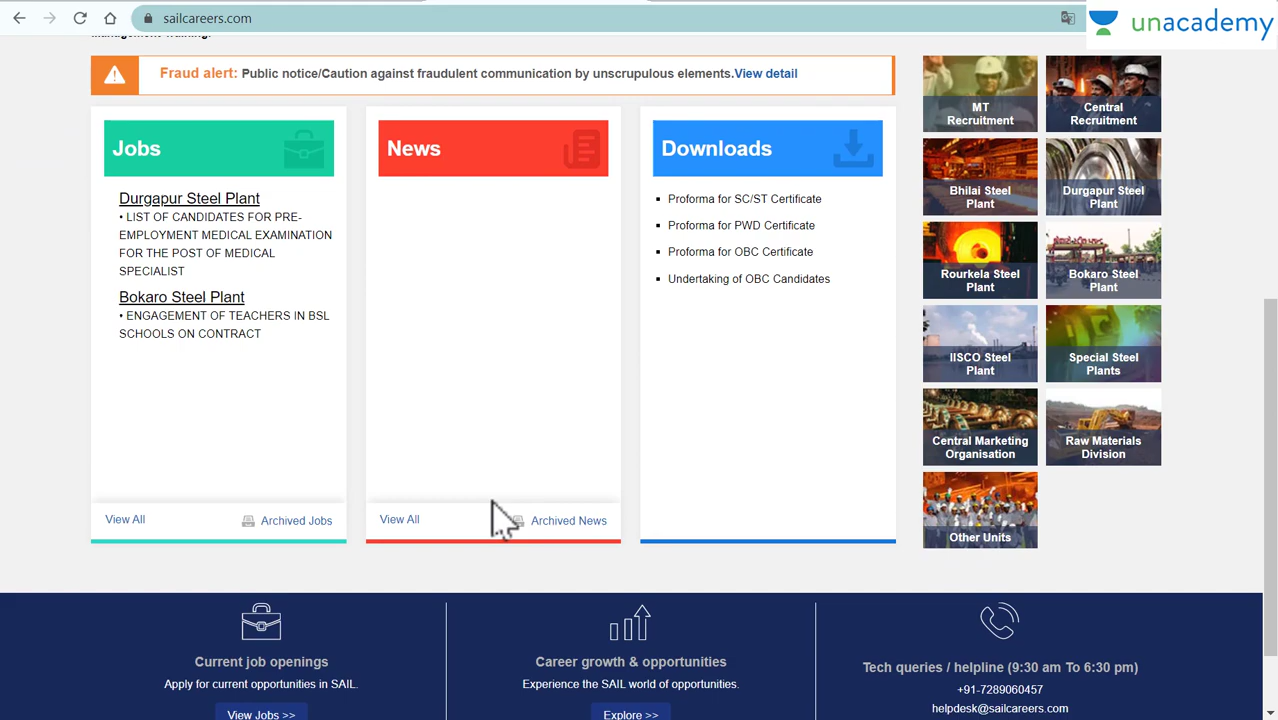 sailcareers.com
unacademy
Fraud alert: Public notice/Caution against fraudulent communication by unscrupulous elements.View detail
Jobs
Durgapur Steel Plant
• LIST OF CANDIDATES FOR PRE-
EMPLOYMENT MEDICAL EXAMINATION
FOR THE POST OF MEDICAL
SPECIALIST
Bokaro Steel Plant
• ENGAGEMENT OF TEACHERS IN BSL
SCHOOLS ON CONTRACT
View All
Archived Jobs
News
View All
Archived News
Downloads
▪ Proforma for SC/ST Certificate
▪ Proforma for PWD Certificate
▪ Proforma for OBC Certificate
▪ Undertaking of OBC Candidates
MT
Recruitment
Central
Recruitment
Bhilai Steel
Plant
Durgapur Steel
Plant
Rourkela Steel
Plant
Bokaro Steel
Plant
IISCO Steel
Plant
Special Steel
Plants
Central Marketing
Organisation
Raw Materials
Division
Other Units
Current job openings
Apply for current opportunities in SAIL.
View Jobs >>
Career growth & opportunities
Experience the SAIL world of opportunities.
Explore >>
Tech queries / helpline (9:30 am To 6:30 pm)
+91-7289060457
helpdesk@sailcareers.com